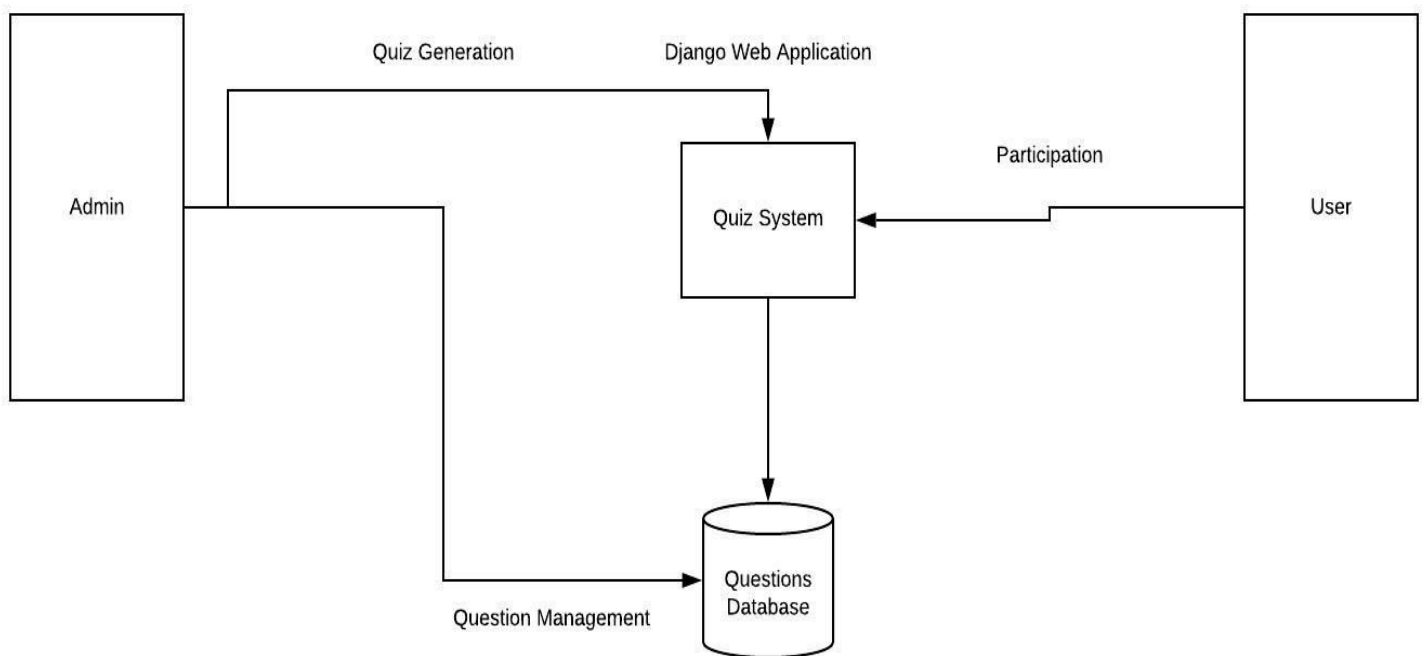 Quiz Generation
Django Web Application
Participation
Admin
Quiz System
User
Questions
Database
Question Management